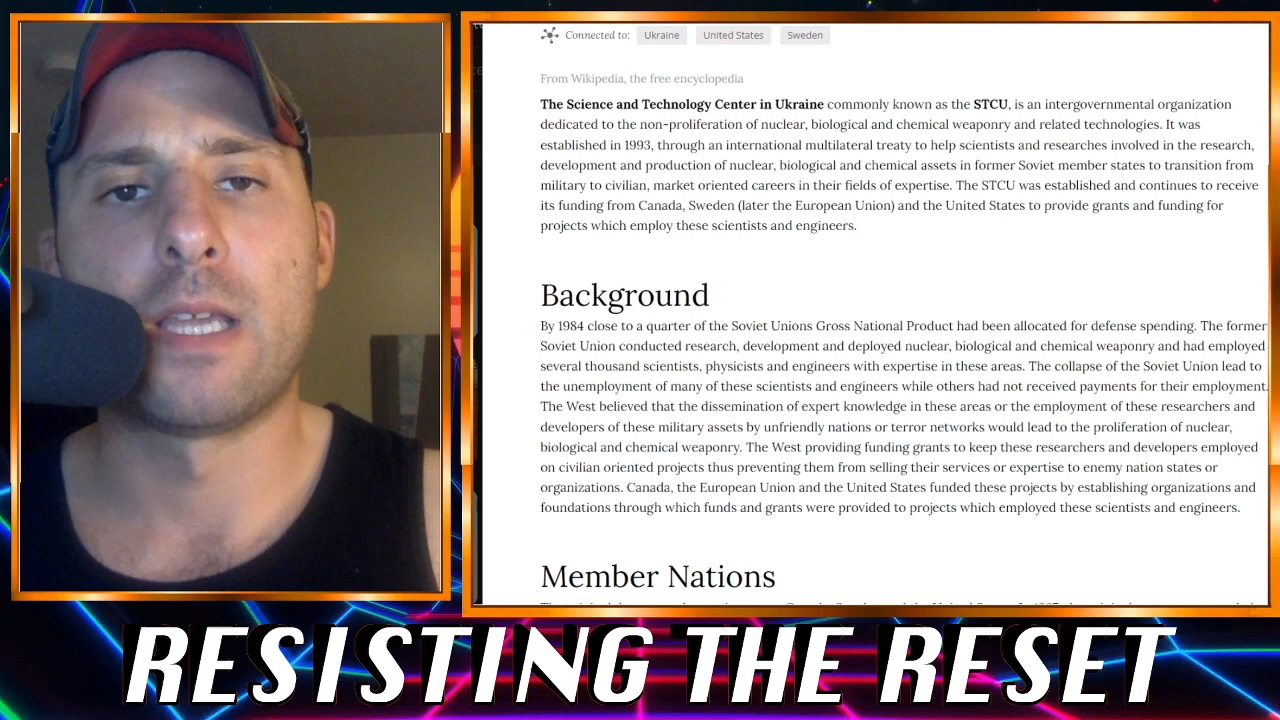 Connected to: Ukraine United States Sweden
From Wikipedia, the free encyclopedia
The Science and Technology Center in Ukraine commonly known as the STCU, is an intergovernmental organization
dedicated to the non-proliferation of nuclear, biological and chemical weaponry and related technologies. It was
established in 1993, through an international multilateral treaty to help scientists and researches involved in the research,
development and production of nuclear, biological and chemical assets in former Soviet member states to transition from
military to civilian, market oriented careers in their fields of expertise. The STCU was established and continues to receive
its funding from Canada, Sweden (later the European Union) and the United States to provide grants and funding for
projects which employ these scientists and engineers.
Background
By 1984 close to a quarter of the Soviet Unions Gross National Product had been allocated for defense spending. The former
Soviet Union conducted research, development and deployed nuclear, biological and chemical weaponry and had employed
several thousand scientists, physicists and engineers with expertise in these areas. The collapse of the Soviet Union lead to
the unemployment of many of these scientists and engineers while others had not received payments for their employment.
The West believed that the dissemination of expert knowledge in these areas or the employment of these researchers and
developers of these military assets by unfriendly nations or terror networks would lead to the proliferation of nuclear,
biological and chemical weaponry. The West providing funding grants to keep these researchers and developers employed
on civilian oriented projects thus preventing them from selling their services or expertise to enemy nation states or
organizations. Canada, the European Union and the United States funded these projects by establishing organizations and
foundations through which funds and grants were provided to projects which employed these scientists and engineers.
Member Nations
RESISTING THE RESET